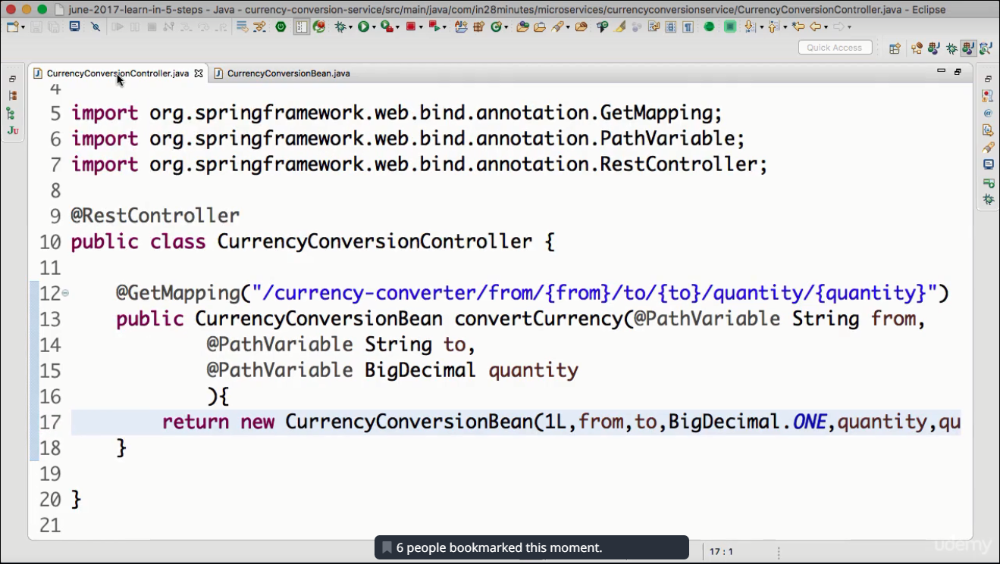 june-2017-learn-in-5-steps - Java - currency-conversion-service/src/main/java/com/in28minutes/microservices/currencyconversionservice/CurrencyConversionController.java - Eclipse
Quick Access
CurrencyConversionController.java CurrencyConversionBean.java
4
5 import org.springframework.web.bind.annotation.GetMapping;
6 import org.springframework.web.bind.annotation.PathVariable;
7 import org.springframework.web.bind.annotation.RestController;
8
9 @RestController
10 public class CurrencyConversionController {
11
12 @GetMapping("/currency-converter/from/{from}/to/{to}/quantity/{quantity}")
13 public CurrencyConversionBean convertCurrency(@PathVariable String from,
14 @PathVariable String to,
15 @PathVariable BigDecimal quantity
16 ){
17 return new CurrencyConversionBean(1L,from,to,BigDecimal.ONE,quantity,qu
18 }
19
20 }
21
6 people bookmarked this moment.
17 : 1
udemy